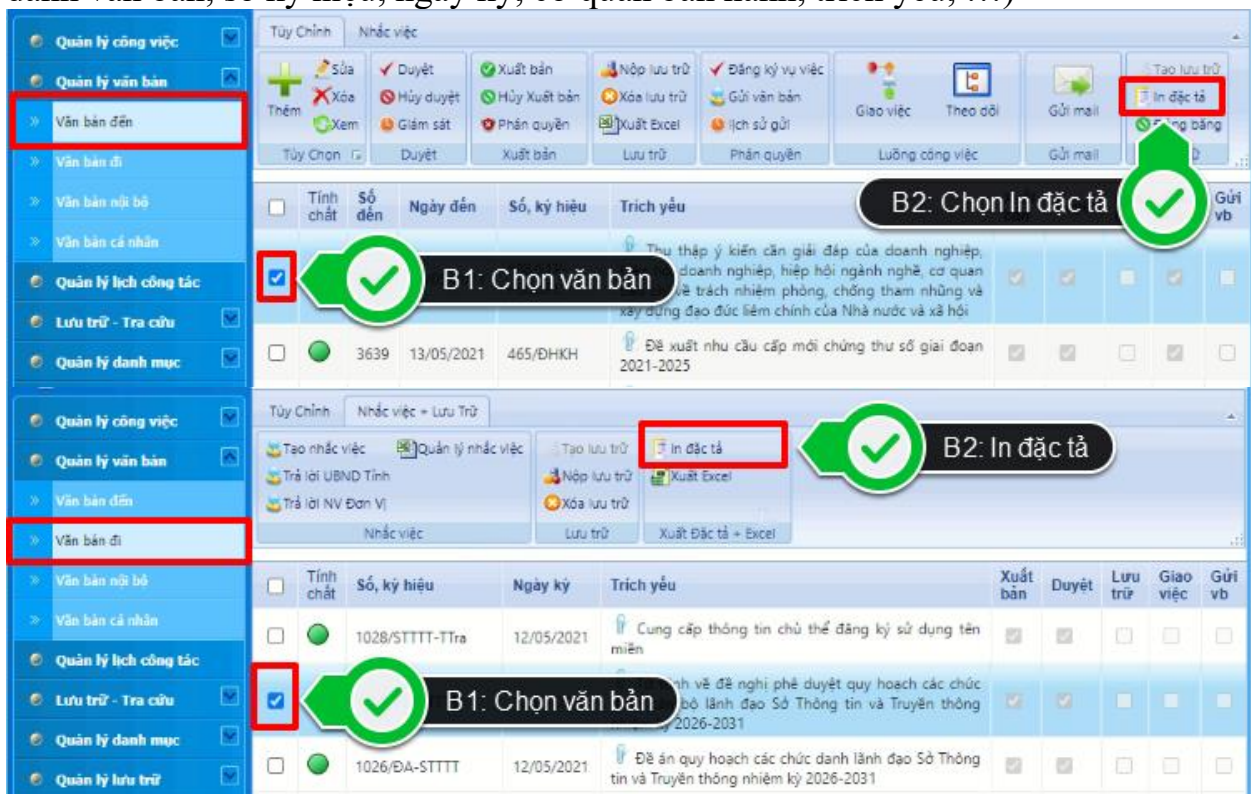 Quản lý công việc
Quản lý văn bản
Văn bản đến
Văn bản đi
Văn bản nội bộ
Văn bản cá nhân
Quản lý lịch công tác
Lưu trữ - Tra cứu
Quản lý danh mục
Tùy Chỉnh Nhắc việc
Thêm Sửa Duyệt Xuất bản Nộp lưu trữ Đăng ký vụ việc Giao việc Theo dõi Gửi mail Tạo lưu trữ
Xóa Hủy duyệt Hủy Xuất bản Xóa lưu trữ Gửi văn bản In đặc tả
Xem Giám sát Phân quyền Xuất Excel lịch sử gửi
Tùy Chọn Duyệt Xuất bản Lưu trữ Phân quyền Luồng công việc Gửi mail
B2: Chọn In đặc tả
Tính chất Số đến Ngày đến Số, ký hiệu Trích yếu Gửi vb
B1: Chọn văn bản
Thu thập ý kiến cần giải đáp của doanh nghiệp,
doanh nghiệp, hiệp hội ngành nghề, cơ quan
về trách nhiệm phòng, chống tham nhũng và
xây dựng đạo đức liêm chính của Nhà nước và xã hội
3639 13/05/2021 465/ĐHKH Đề xuất nhu cầu cấp mới chứng thư số giai đoạn
2021-2025
Quản lý công việc
Quản lý văn bản
Văn bản đến
Văn bản đi
Văn bản nội bộ
Văn bản cá nhân
Quản lý lịch công tác
Lưu trữ - Tra cứu
Quản lý danh mục
Quản lý lưu trữ
Tùy Chỉnh Nhắc việc + Lưu Trữ
Tạo nhắc việc Quản lý nhắc việc Tạo lưu trữ In đặc tả
Trả lời UBND Tỉnh Nộp lưu trữ Xuất Excel
Trả lời NV Đơn Vị Xóa lưu trữ
Nhắc việc Lưu trữ Xuất Đặc tả + Excel
B2: In đặc tả
Tính chất Số, ký hiệu Ngày ký Trích yếu Xuất bản Duyệt Lưu trữ Giao việc Gửi vb
1028/STTTT-TTra 12/05/2021 Cung cấp thông tin chủ thể đăng ký sử dụng tên
miền
B1: Chọn văn bản
về đề nghị phê duyệt quy hoạch các chức
bộ lãnh đạo Sở Thông tin và Truyền thông
2026-2031
1026/ĐA-STTTT 12/05/2021 Đề án quy hoạch các chức danh lãnh đạo Sở Thông
tin và Truyền thông nhiệm kỳ 2026-2031